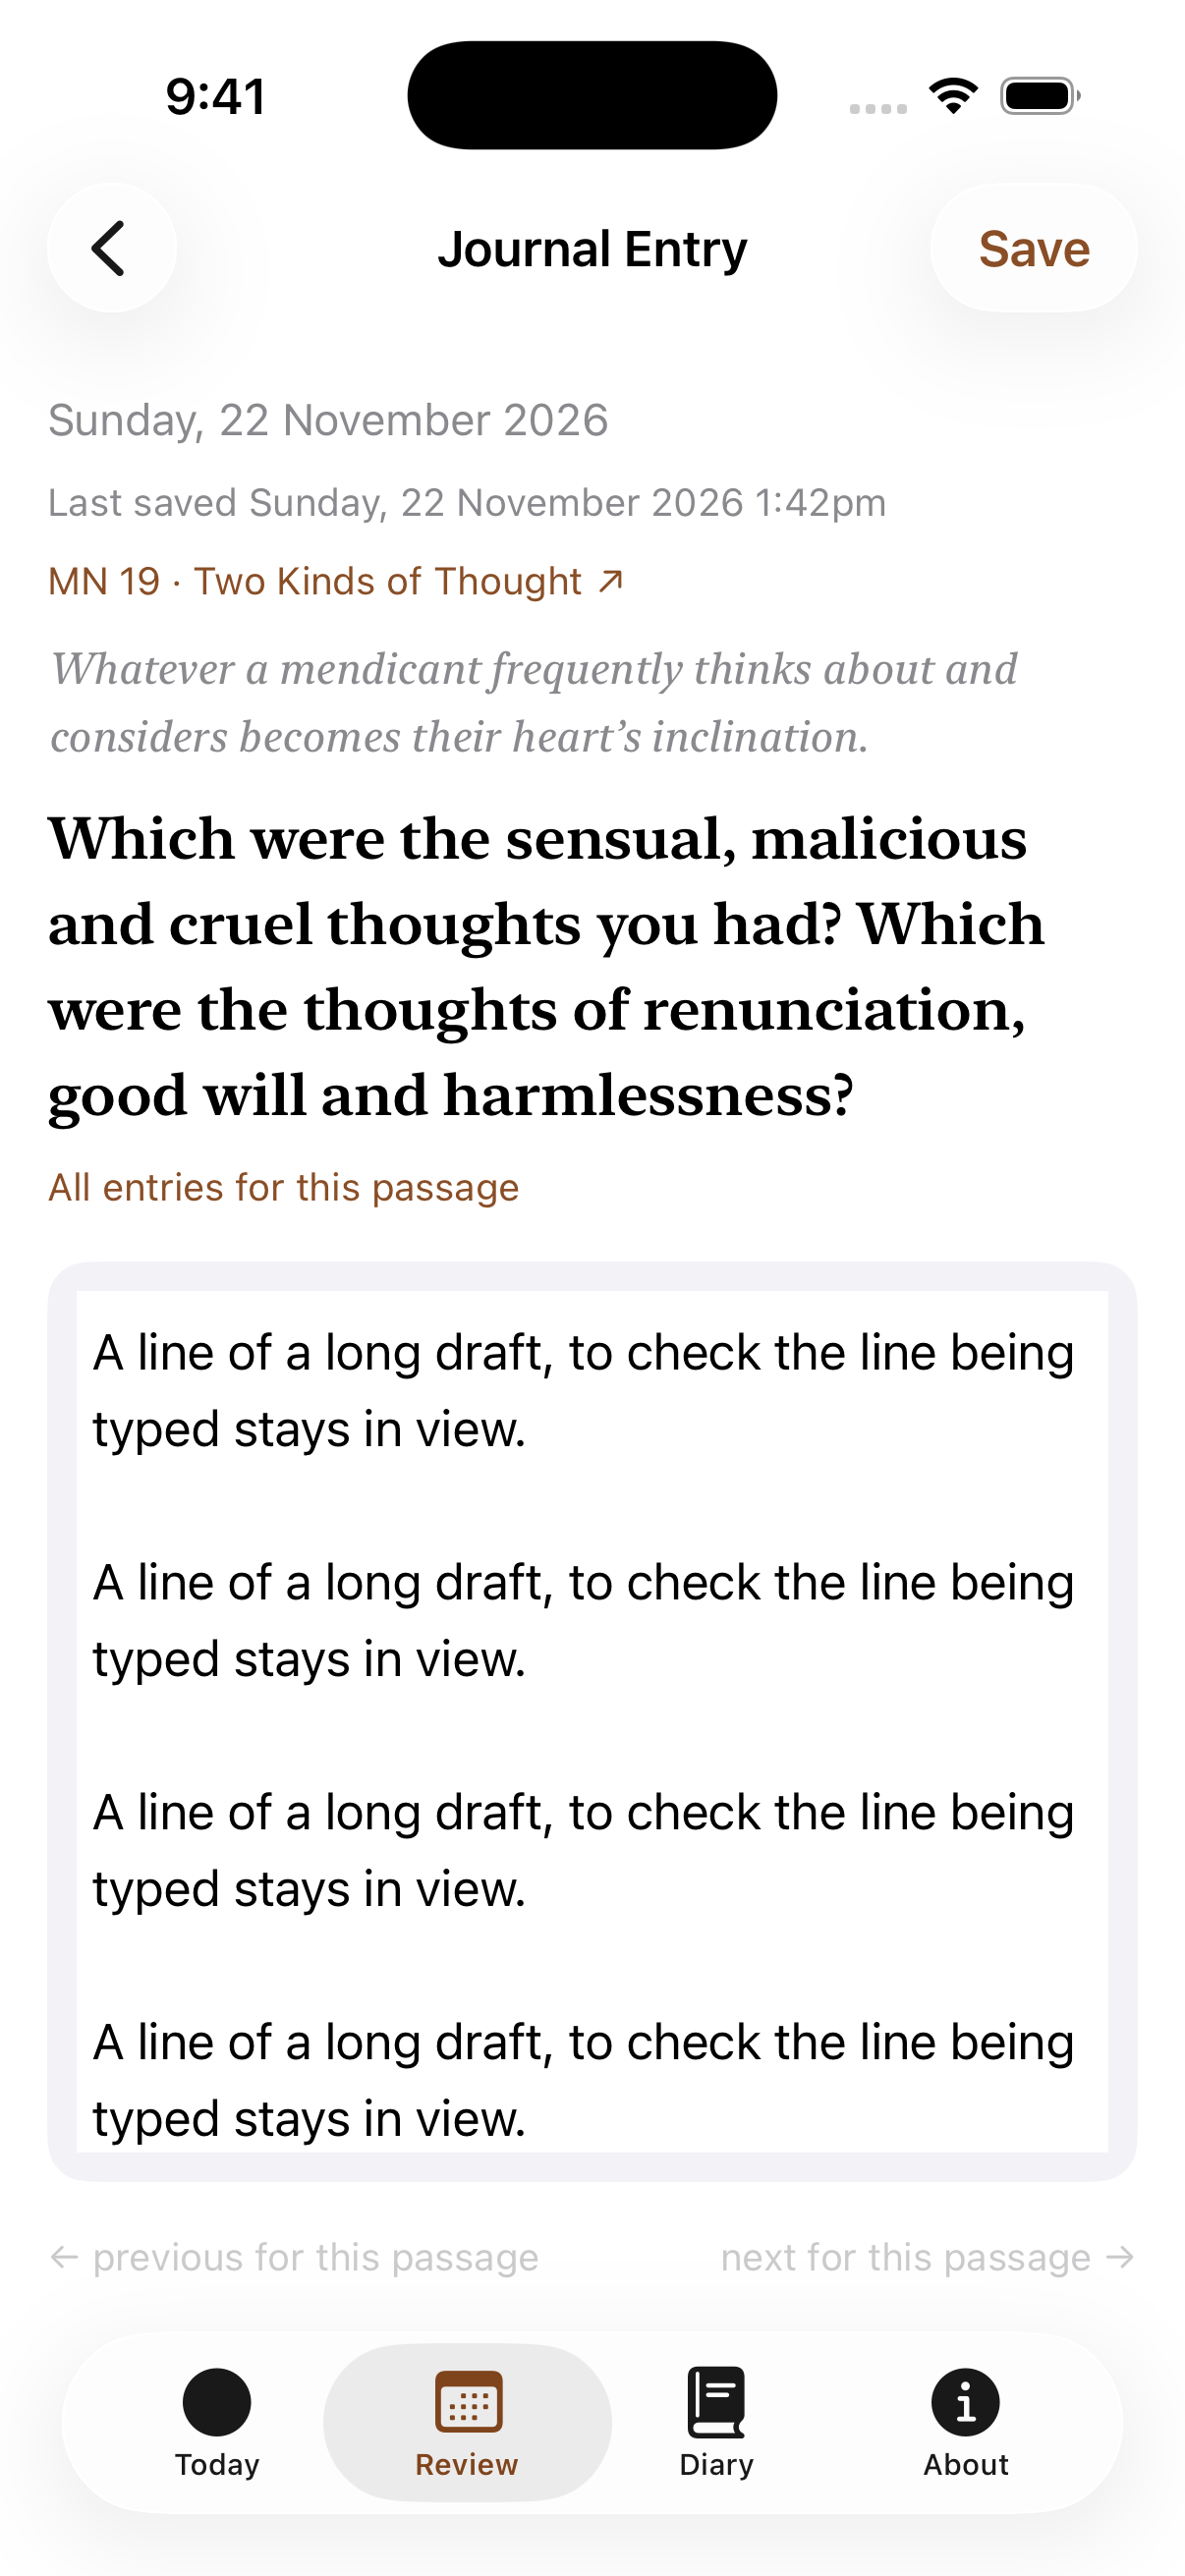 9:41
Journal Entry
Save
Sunday, 22 November 2026
Last saved Sunday, 22 November 2026 1:42pm
MN 19 · Two Kinds of Thought ↗
Whatever a mendicant frequently thinks about and
considers becomes their heart’s inclination.
Which were the sensual, malicious
and cruel thoughts you had? Which
were the thoughts of renunciation,
good will and harmlessness?
All entries for this passage
A line of a long draft, to check the line being
typed stays in view.
A line of a long draft, to check the line being
typed stays in view.
A line of a long draft, to check the line being
typed stays in view.
A line of a long draft, to check the line being
typed stays in view.
← previous for this passage
next for this passage →
Today
Review
Diary
About